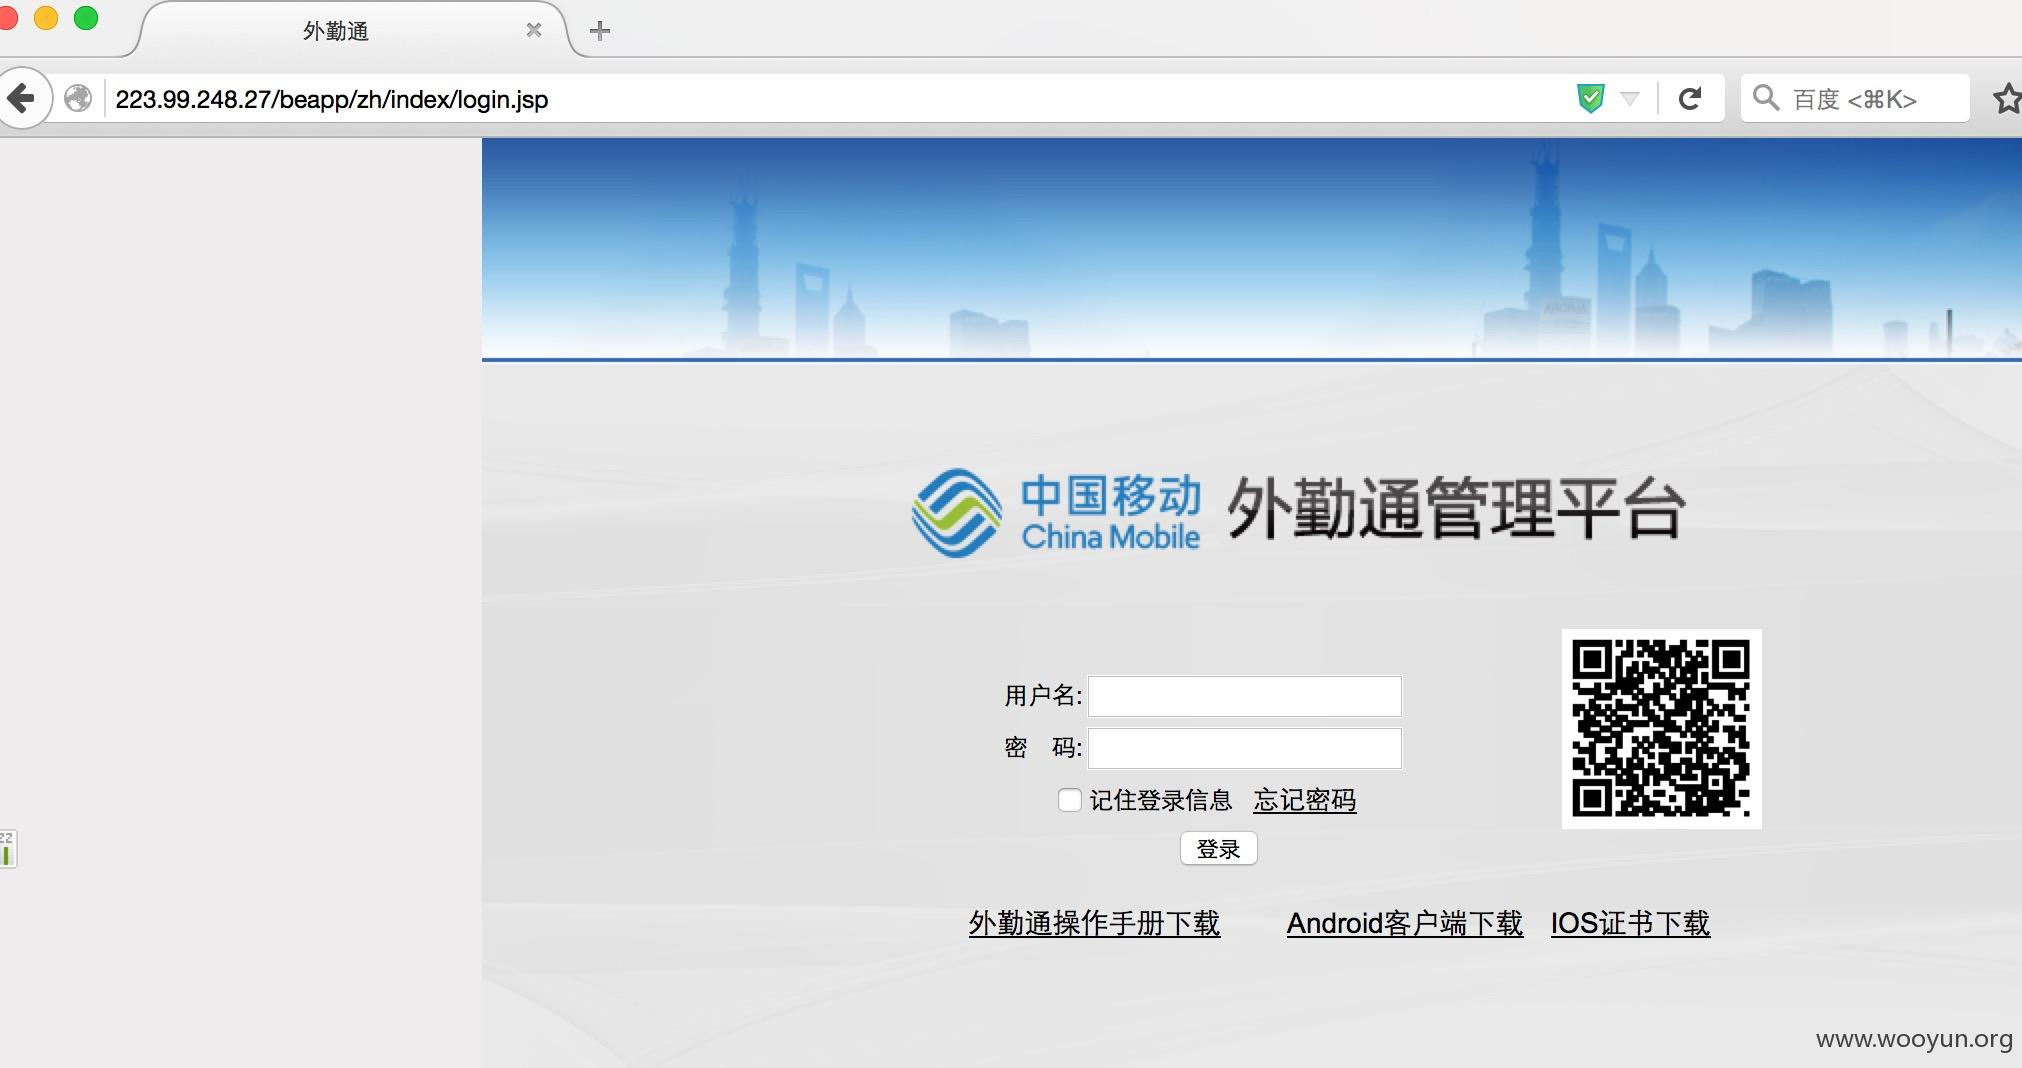 外勤通
223.99.248.27/beapp/zh/index/login.jsp
百度 <⌘K>
中国移动
China Mobile
外勤通管理平台
用户名:
密 码:
记住登录信息 忘记密码
登录
外勤通操作手册下载 Android客户端下载 IOS证书下载
22
www.wooyun.org